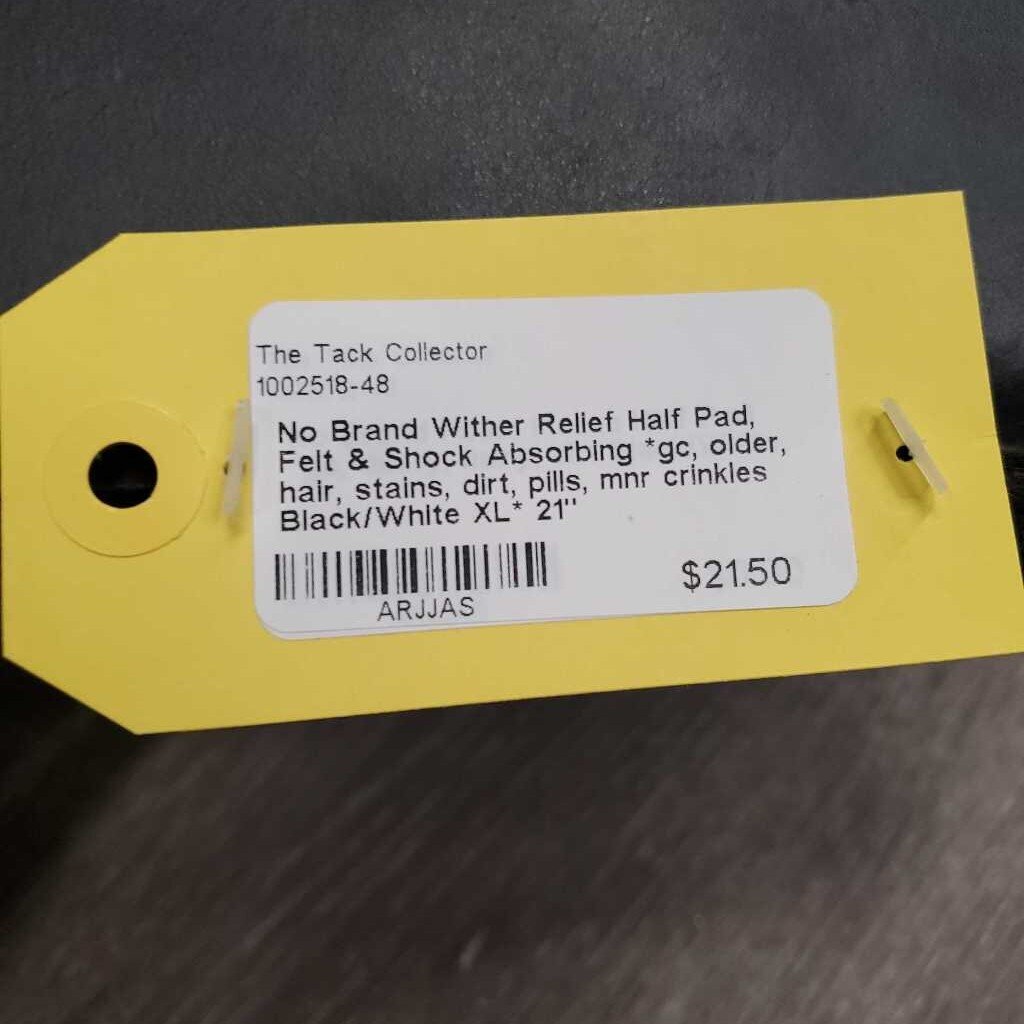 The Tack Collector
1002518-48
No Brand Wither Relief Half Pad,
Felt & Shock Absorbing *gc, older,
hair, stains, dirt, pills, mnr crinkles
Black/White XL* 21"
ARJJAS
$21.50